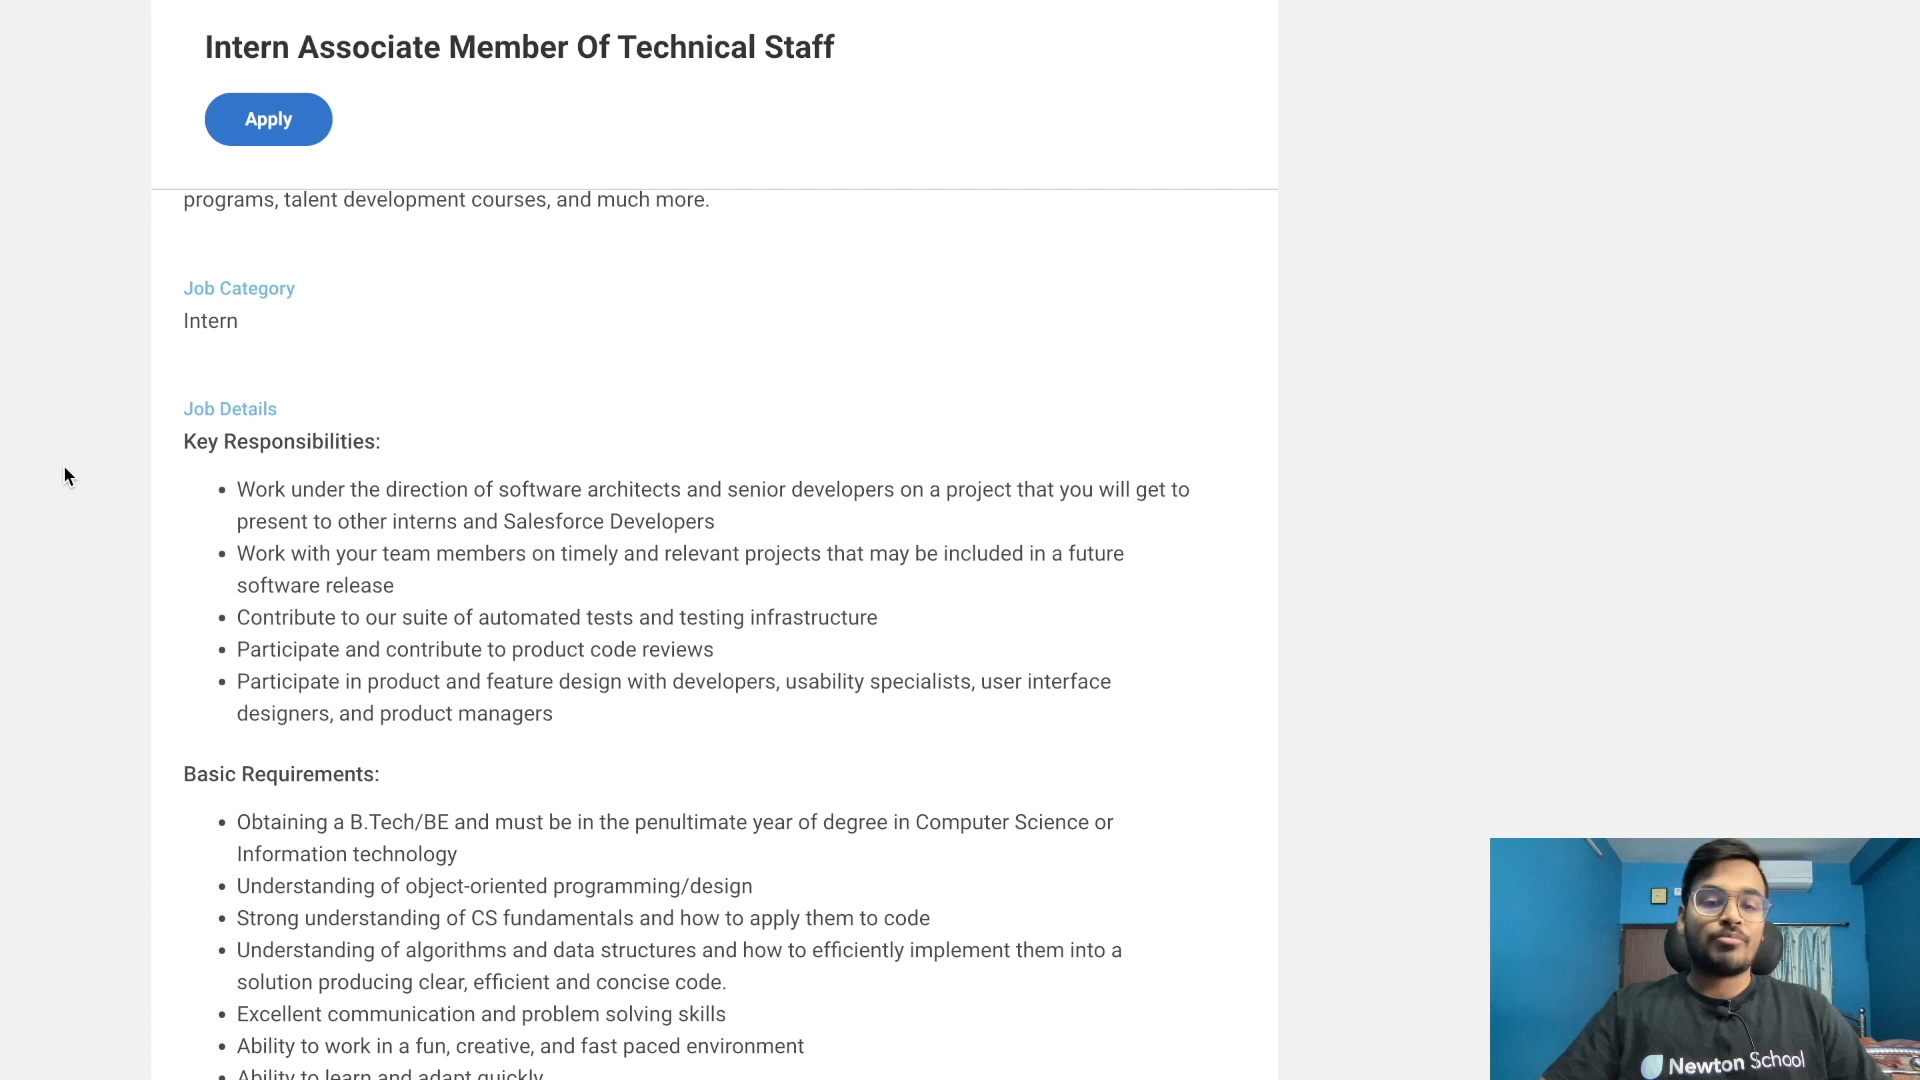 Intern Associate Member Of Technical Staff
Apply
programs, talent development courses, and much more.
Job Category
Intern
Job Details
Key Responsibilities:
• Work under the direction of software architects and senior developers on a project that you will get to
present to other interns and Salesforce Developers
• Work with your team members on timely and relevant projects that may be included in a future
software release
• Contribute to our suite of automated tests and testing infrastructure
• Participate and contribute to product code reviews
• Participate in product and feature design with developers, usability specialists, user interface
designers, and product managers
Basic Requirements:
• Obtaining a B.Tech/BE and must be in the penultimate year of degree in Computer Science or
Information technology
• Understanding of object-oriented programming/design
• Strong understanding of CS fundamentals and how to apply them to code
• Understanding of algorithms and data structures and how to efficiently implement them into a
solution producing clear, efficient and concise code.
• Excellent communication and problem solving skills
• Ability to work in a fun, creative, and fast paced environment
• Ability to learn and adapt quickly
Newton School